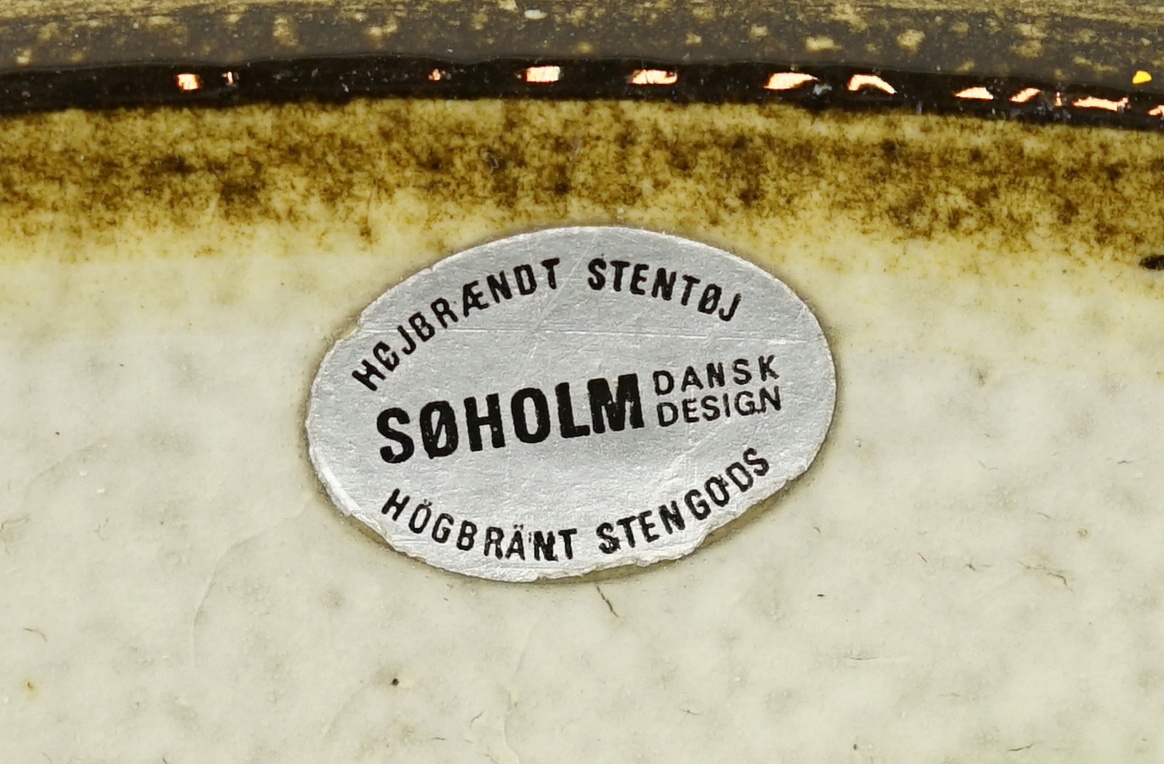 HØJBRÆNDT STENTØJ
SØHOLM DANSK
DESIGN
HÖGBRÄNT STENGODS